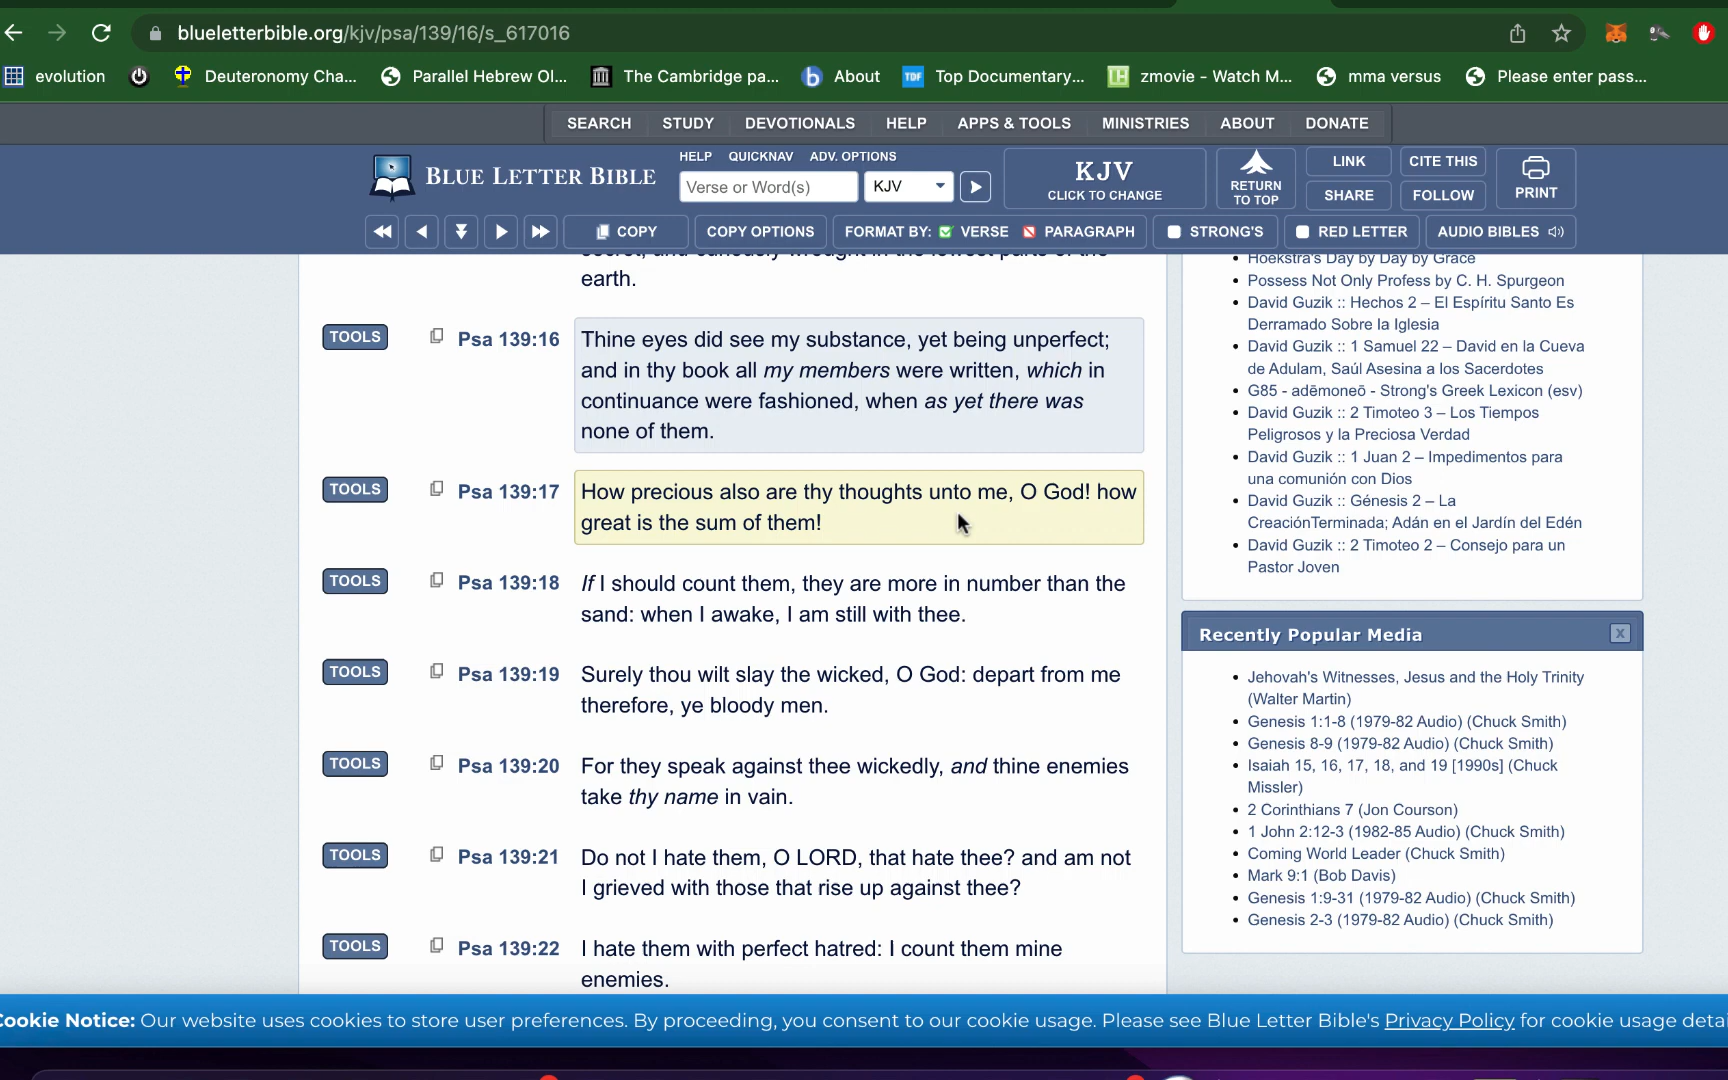 blueletterbible.org/kjv/psa/139/16/s_617016
evolution Deuteronomy Cha... Parallel Hebrew Ol... The Cambridge pa... About Top Documentary... zmovie - Watch M... mma versus Please enter pass...
SEARCH STUDY DEVOTIONALS HELP APPS & TOOLS MINISTRIES ABOUT DONATE
BLUE LETTER BIBLE
HELP QUICKNAV ADV. OPTIONS
Verse or Word(s) KJV
KJV
CLICK TO CHANGE
RETURN
TO TOP
LINK CITE THIS
SHARE FOLLOW
PRINT
COPY COPY OPTIONS FORMAT BY: VERSE PARAGRAPH STRONG'S RED LETTER AUDIO BIBLES
secret, and curiously wrought in the lowest parts of the
earth.
TOOLS Psa 139:16 Thine eyes did see my substance, yet being unperfect;
and in thy book all my members were written, which in
continuance were fashioned, when as yet there was
none of them.
TOOLS Psa 139:17 How precious also are thy thoughts unto me, O God! how
great is the sum of them!
TOOLS Psa 139:18 If I should count them, they are more in number than the
sand: when I awake, I am still with thee.
TOOLS Psa 139:19 Surely thou wilt slay the wicked, O God: depart from me
therefore, ye bloody men.
TOOLS Psa 139:20 For they speak against thee wickedly, and thine enemies
take thy name in vain.
TOOLS Psa 139:21 Do not I hate them, O LORD, that hate thee? and am not
I grieved with those that rise up against thee?
TOOLS Psa 139:22 I hate them with perfect hatred: I count them mine
enemies.
Hoekstra's Day by Day by Grace
Possess Not Only Profess by C. H. Spurgeon
David Guzik :: Hechos 2 – El Espíritu Santo Es
Derramado Sobre la Iglesia
David Guzik :: 1 Samuel 22 – David en la Cueva
de Adulam, Saúl Asesina a los Sacerdotes
G85 - adēmoneō - Strong's Greek Lexicon (esv)
David Guzik :: 2 Timoteo 3 – Los Tiempos
Peligrosos y la Preciosa Verdad
David Guzik :: 1 Juan 2 – Impedimentos para
una comunión con Dios
David Guzik :: Génesis 2 – La
CreaciónTerminada; Adán en el Jardín del Edén
David Guzik :: 2 Timoteo 2 – Consejo para un
Pastor Joven
Recently Popular Media x
Jehovah's Witnesses, Jesus and the Holy Trinity
(Walter Martin)
Genesis 1:1-8 (1979-82 Audio) (Chuck Smith)
Genesis 8-9 (1979-82 Audio) (Chuck Smith)
Isaiah 15, 16, 17, 18, and 19 [1990s] (Chuck
Missler)
2 Corinthians 7 (Jon Courson)
1 John 2:12-3 (1982-85 Audio) (Chuck Smith)
Coming World Leader (Chuck Smith)
Mark 9:1 (Bob Davis)
Genesis 1:9-31 (1979-82 Audio) (Chuck Smith)
Genesis 2-3 (1979-82 Audio) (Chuck Smith)
Cookie Notice: Our website uses cookies to store user preferences. By proceeding, you consent to our cookie usage. Please see Blue Letter Bible's Privacy Policy for cookie usage detai